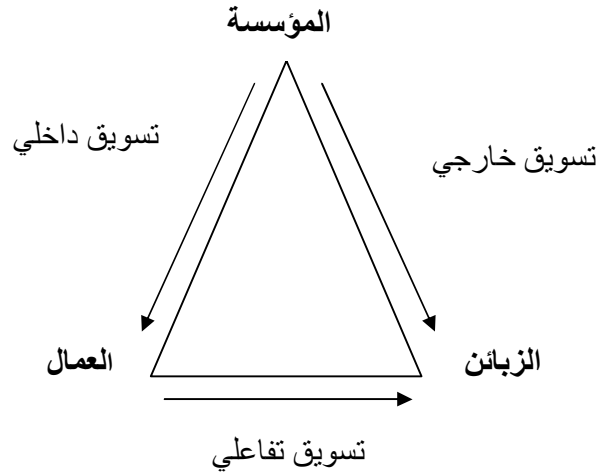 المؤسسة
تسويق خارجي
تسويق داخلي
الزبائن
العمال
تسويق تفاعلي